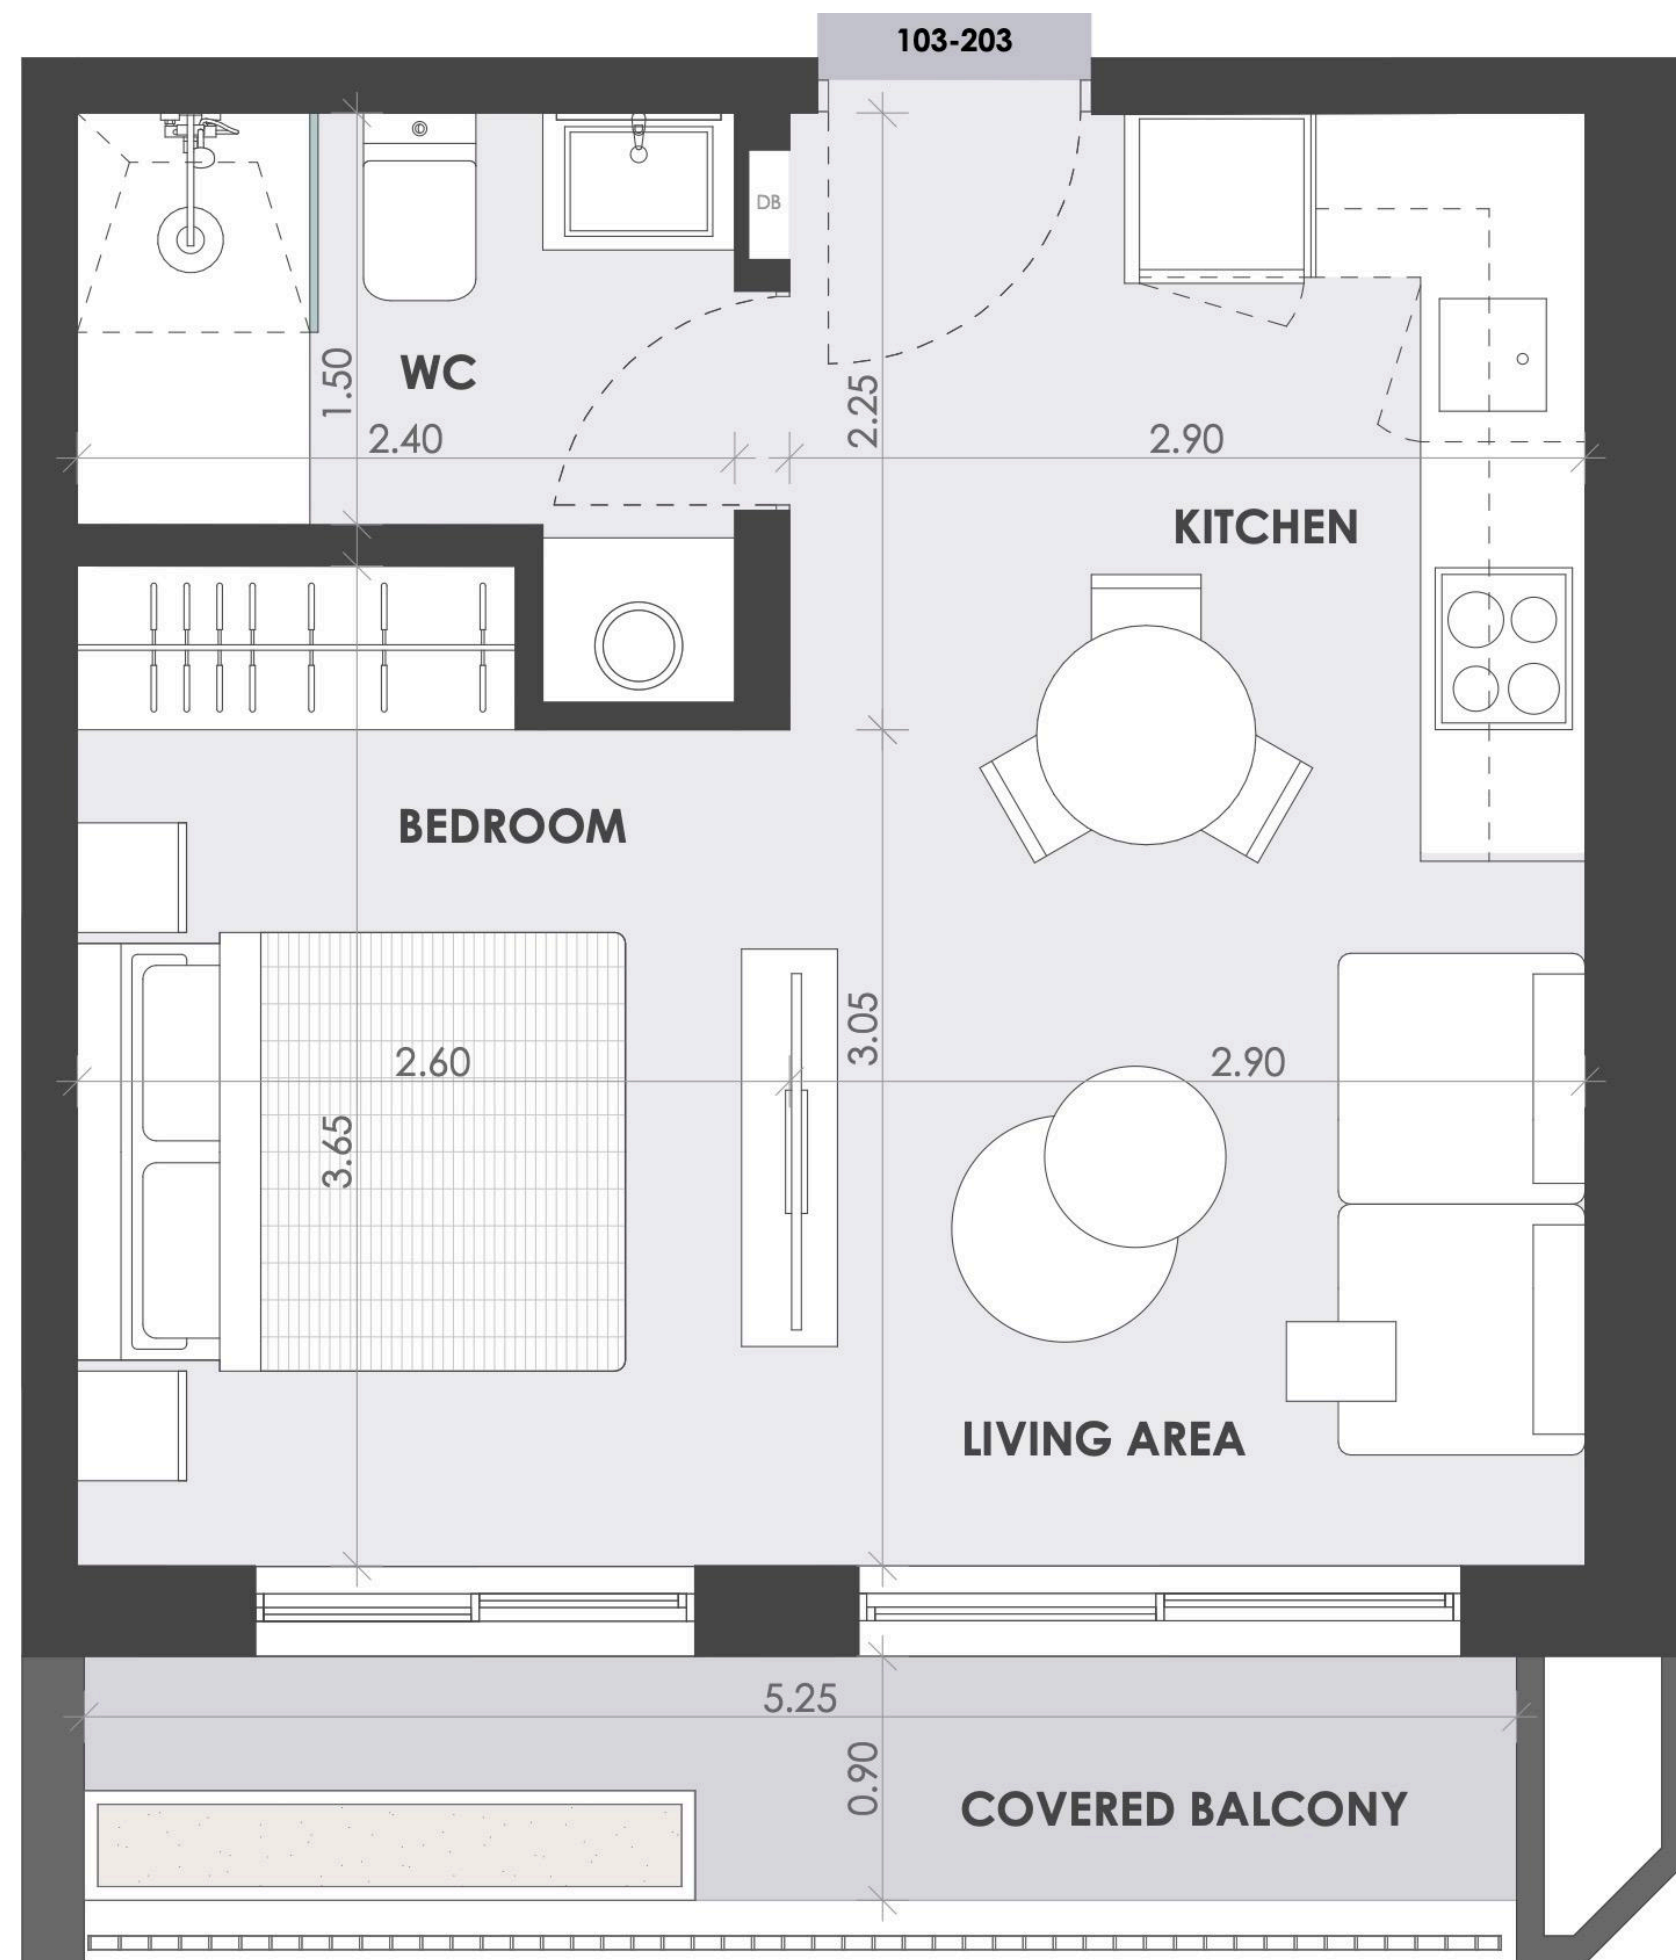 103-203
DB
WC
1.50
2.40
2.25
2.90
KITCHEN
BEDROOM
2.60
3.65
3.05
2.90
LIVING AREA
5.25
0.90
COVERED BALCONY